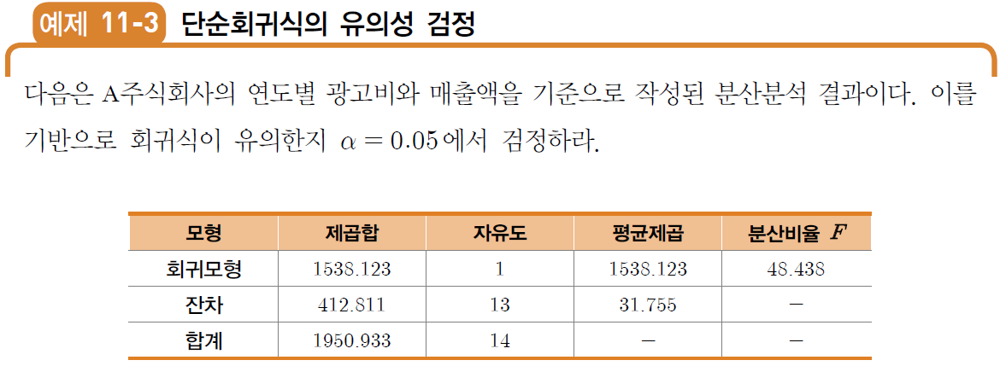 예제 11-3 단순회귀식의 유의성 검정
다음은 A주식회사의 연도별 광고비와 매출액을 기준으로 작성된 분산분석 결과이다. 이를
기반으로 회귀식이 유의한지 α = 0.05에서 검정하라.
모형 제곱합 자유도 평균제곱 분산비율 F
회귀모형 1538.123 1 1538.123 48.438
잔차 412.811 13 31.755 −
합계 1950.933 14 − −